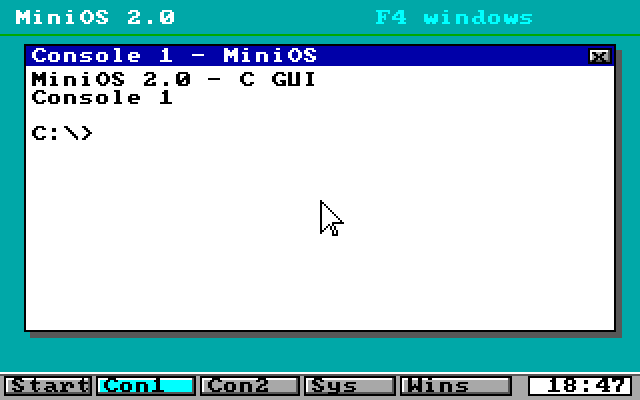 MiniOS 2.0 F4 windows
Console 1 - MiniOS
MiniOS 2.0 - C GUI
Console 1
C:\>
Start Con1 Con2 Sys Wins 18:47